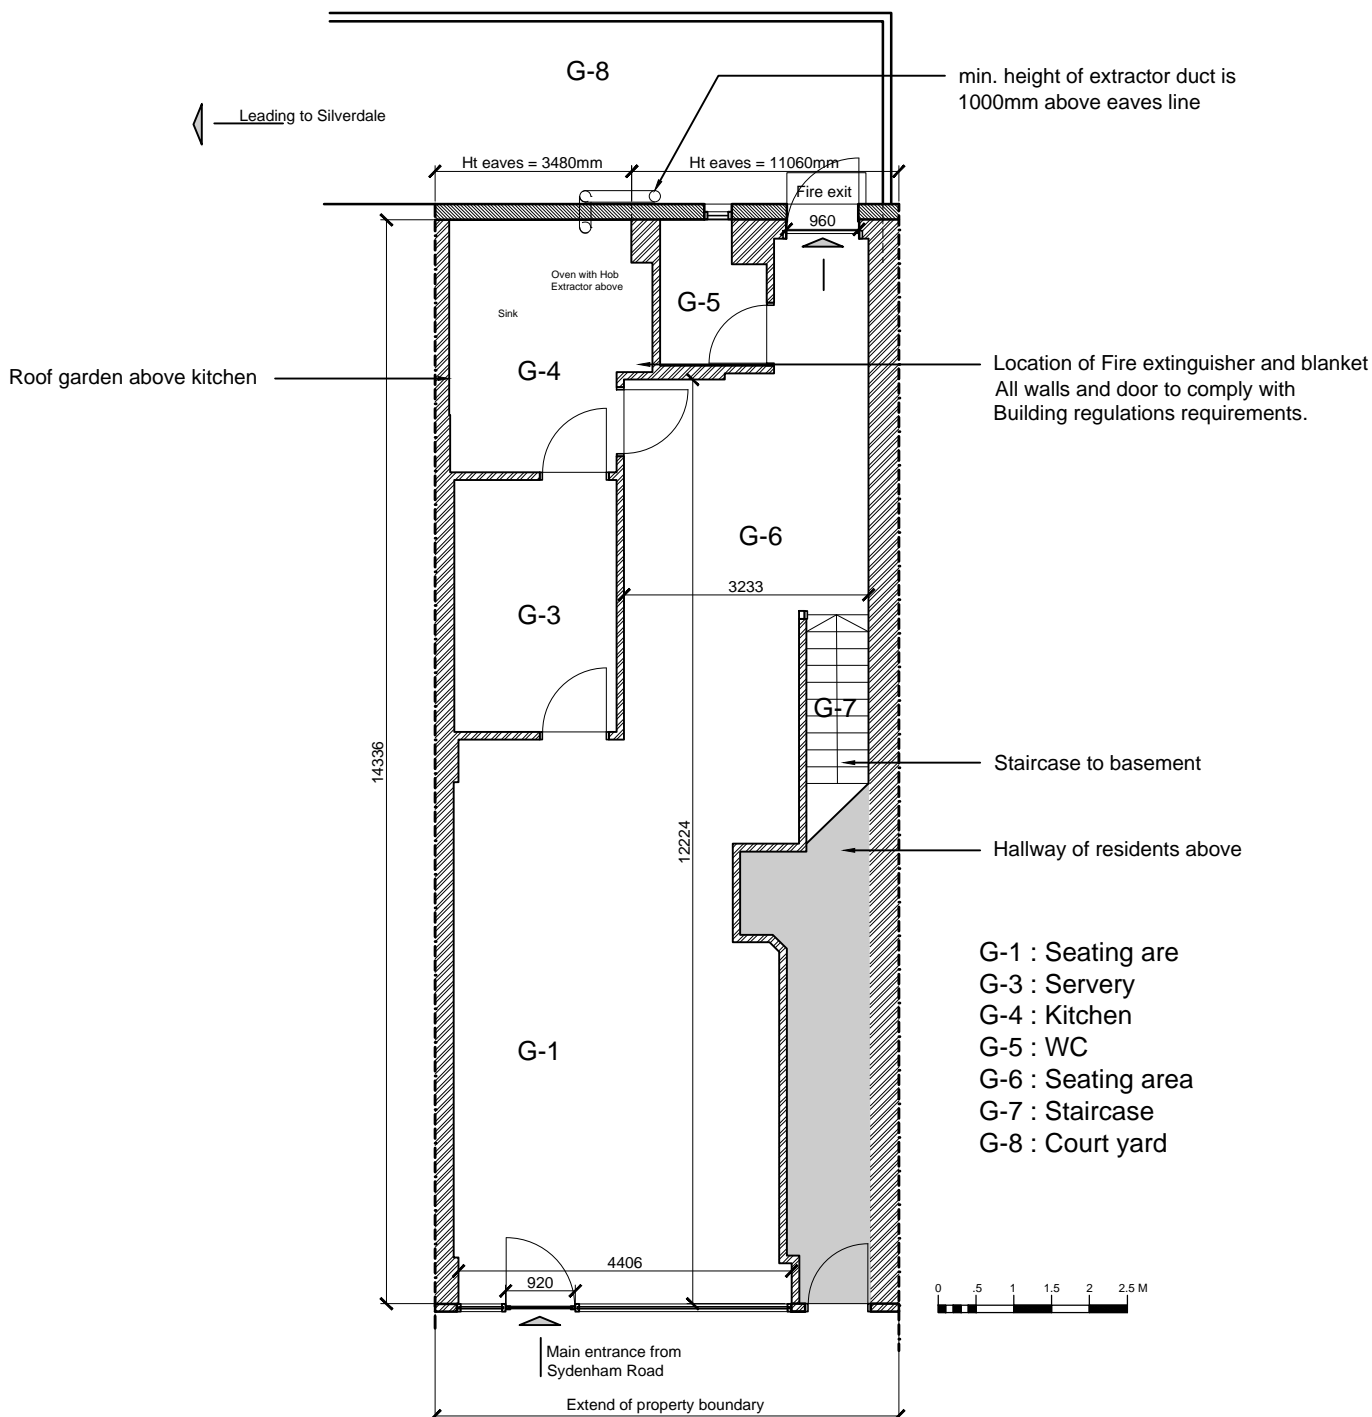 G-8
min. height of extractor duct is
1000mm above eaves line
Leading to Silverdale
Ht eaves = 3480mm
Ht eaves = 11060mm
Fire exit
960
Oven with Hob
Extractor above
G-5
Sink
G-4
Roof garden above kitchen
Location of Fire extinguisher and blanket
All walls and door to comply with
Building regulations requirements.
G-6
3233
G-3
G-7
14336
Staircase to basement
12224
Hallway of residents above
G-1 : Seating are
G-3 : Servery
G-4 : Kitchen
G-5 : WC
G-6 : Seating area
G-7 : Staircase
G-8 : Court yard
G-1
4406
920
0 .5 1 1.5 2 2.5 M
Main entrance from
Sydenham Road
Extend of property boundary